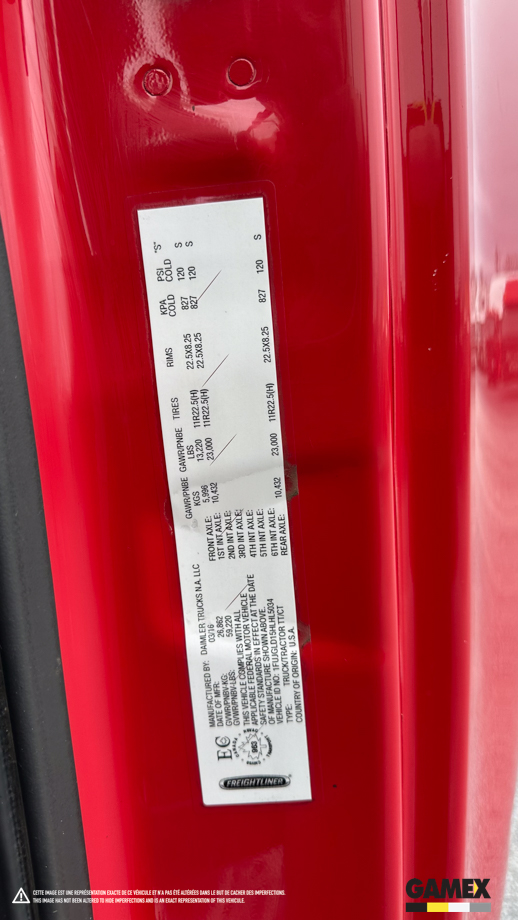 MANUFACTURED BY: DAIMLER TRUCKS N.A. LLC
DATE OF MFR: 03/16
GVWR/PNBV-KG: 26,862
GVWR/PNBV-LBS: 59,220
THIS VEHICLE COMPLIES WITH ALL
APPLICABLE FEDERAL MOTOR VEHICLE
SAFETY STANDARDS IN EFFECT AT THE DATE
OF MANUFACTURE SHOWN ABOVE.
VEHICLE ID NO: 1FUJGLD15HLHL5034
TYPE: TRUCK/TRACTOR TT/CT
COUNTRY OF ORIGIN: U.S.A.
EC
CANADA
FREIGHTLINER
GAWR/PNBE GAWR/PNBE TIRES RIMS KPA PSI "S"
KGS LBS COLD COLD
FRONT AXLE: 5,996 13,220 11R22.5(H) 22.5X8.25 827 120 S
1ST INT AXLE: 10,432 23,000 11R22.5(H) 22.5X8.25 827 120 S
2ND INT AXLE:
3RD INT AXLE:
4TH INT AXLE:
5TH INT AXLE:
6TH INT AXLE:
REAR AXLE: 10,432 23,000 11R22.5(H) 22.5X8.25 827 120 S
CETTE IMAGE EST UNE REPRÉSENTATION EXACTE DE CE VÉHICULE ET N'A PAS ÉTÉ ALTÉRÉES DANS LE BUT DE CACHER DES IMPERFECTIONS.
THIS IMAGE HAS NOT BEEN ALTERED TO HIDE IMPERFECTIONS AND IS AN EXACT REPRESENTATION OF THIS VEHICLE.
GAMEX